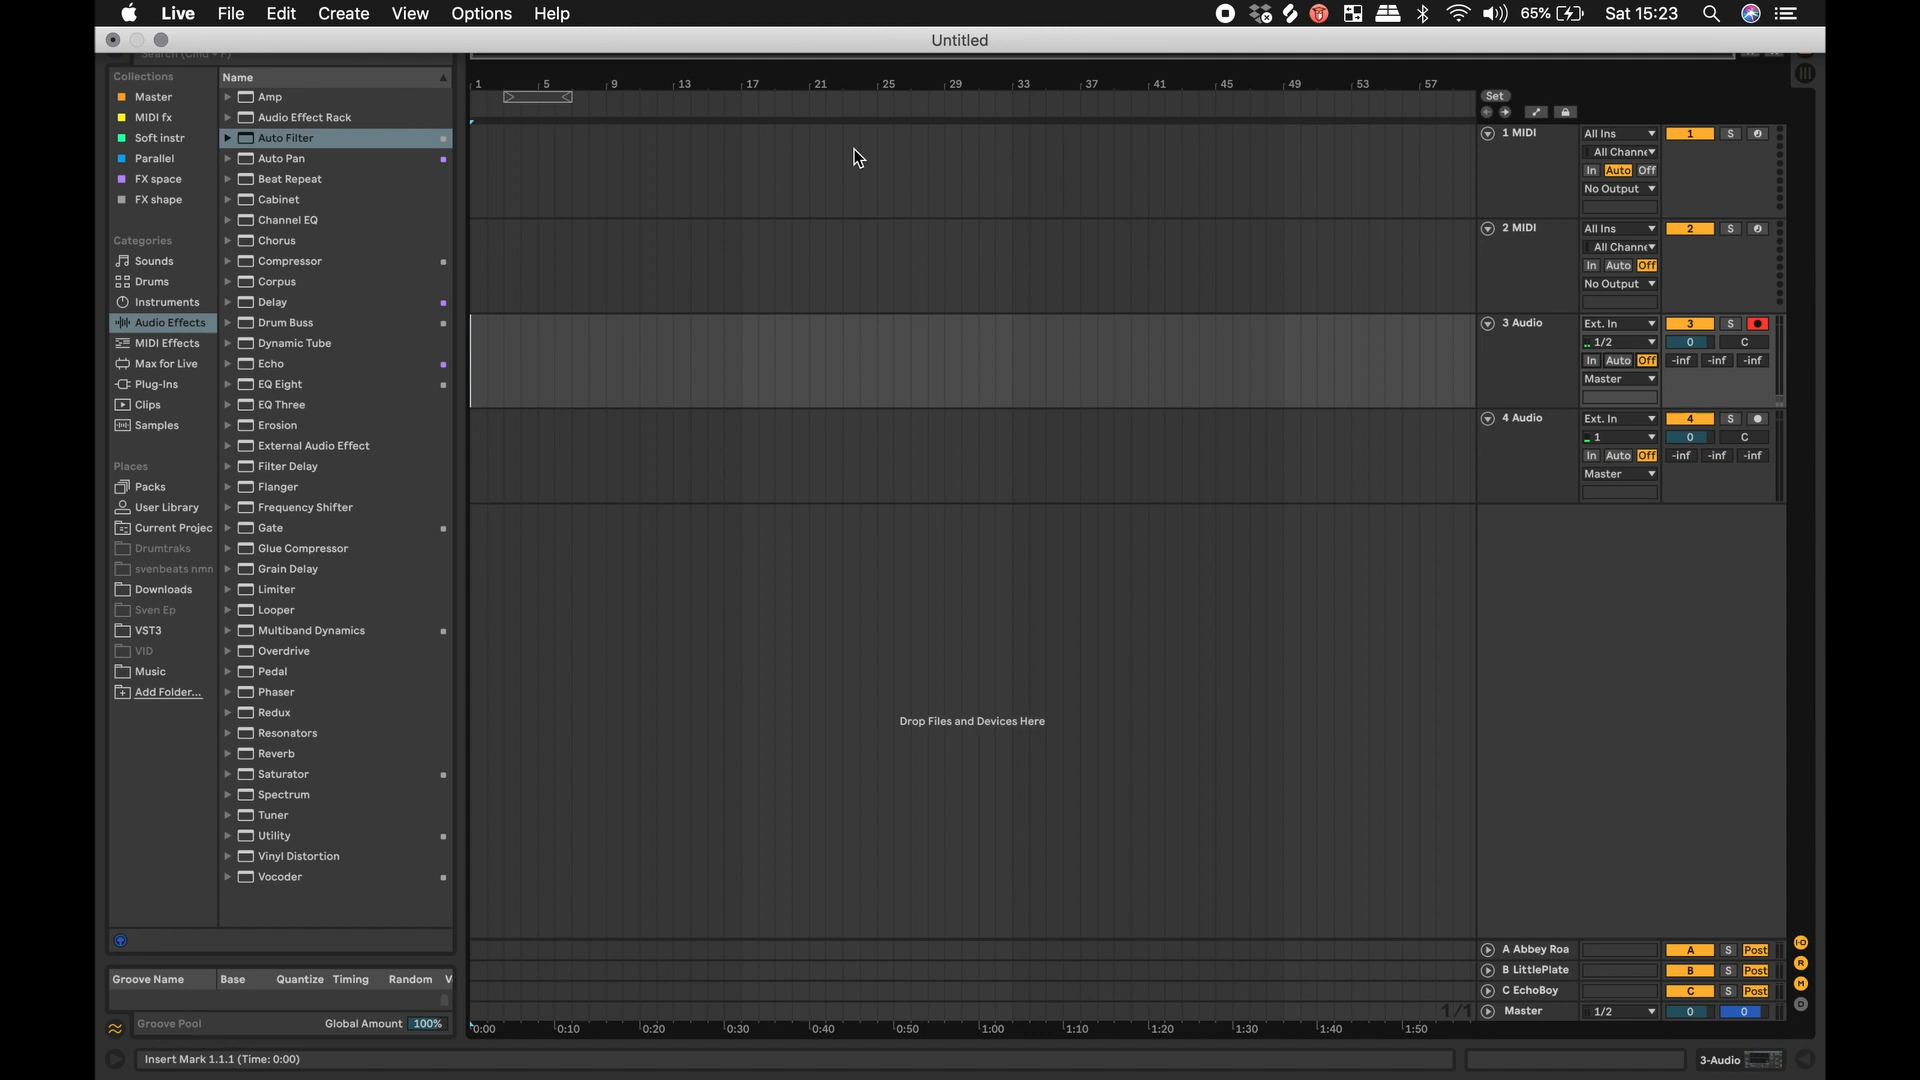 Live File Edit Create View Options Help
65% Sat 15:23
Untitled
Search (Cmd + F)
Collections
Master
MIDI fx
Soft instr
Parallel
FX space
FX shape
Categories
Sounds
Drums
Instruments
Audio Effects
MIDI Effects
Max for Live
Plug-Ins
Clips
Samples
Places
Packs
User Library
Current Projec
Drumtraks
svenbeats nmn
Downloads
Sven Ep
VST3
VID
Music
Add Folder...
Name
Amp
Audio Effect Rack
Auto Filter
Auto Pan
Beat Repeat
Cabinet
Channel EQ
Chorus
Compressor
Corpus
Delay
Drum Buss
Dynamic Tube
Echo
EQ Eight
EQ Three
Erosion
External Audio Effect
Filter Delay
Flanger
Frequency Shifter
Gate
Glue Compressor
Grain Delay
Limiter
Looper
Multiband Dynamics
Overdrive
Pedal
Phaser
Redux
Resonators
Reverb
Saturator
Spectrum
Tuner
Utility
Vinyl Distortion
Vocoder
Groove Name Base Quantize Timing Random V
Groove Pool Global Amount 100%
1 5 9 13 17 21 25 29 33 37 41 45 49 53 57
Set
1 MIDI All Ins 1 S
All Channe
In Auto Off
No Output
2 MIDI All Ins 2 S
All Channe
In Auto Off
No Output
3 Audio Ext. In 3 S
1/2 0 C
In Auto Off -inf -inf -inf
Master
4 Audio Ext. In 4 S
1 0 C
In Auto Off -inf -inf -inf
Master
Drop Files and Devices Here
A Abbey Roa A S Post
B LittlePlate B S Post
C EchoBoy C S Post
1/1 Master 1/2 0 0
I·O
R
M
D
0:00 0:10 0:20 0:30 0:40 0:50 1:00 1:10 1:20 1:30 1:40 1:50
Insert Mark 1.1.1 (Time: 0:00)
3-Audio